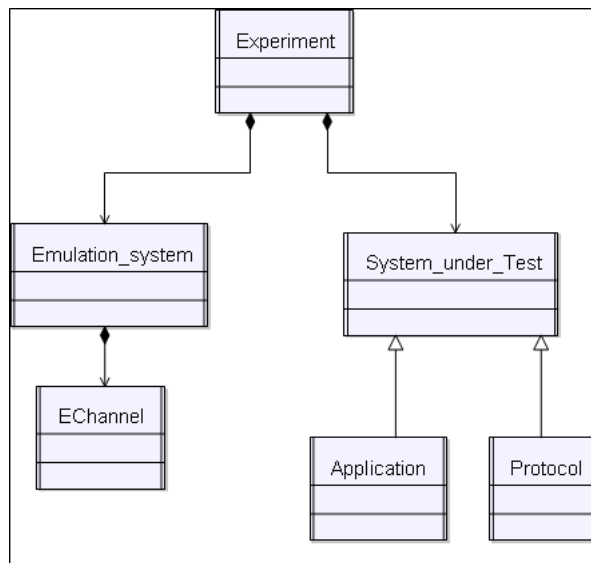 Experiment
Emulation_system
System_under_Test
EChannel
Application
Protocol